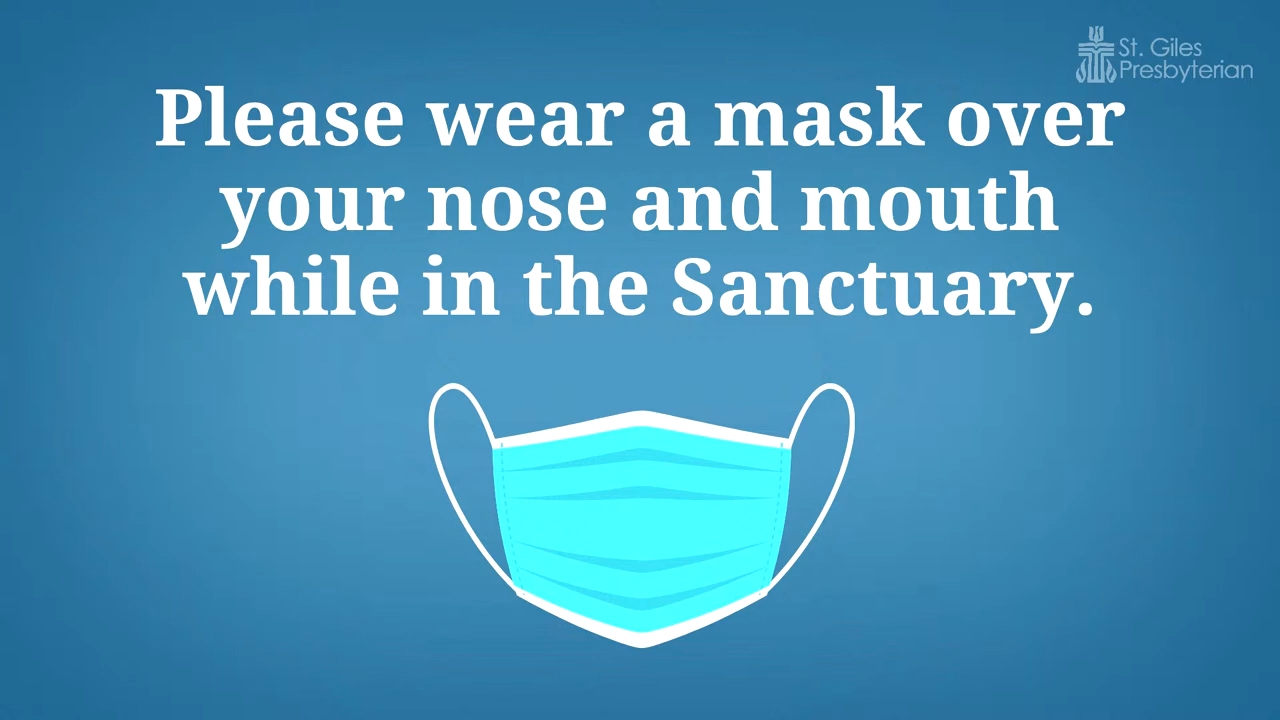 St. Giles
Presbyterian
Please wear a mask over
your nose and mouth
while in the Sanctuary.